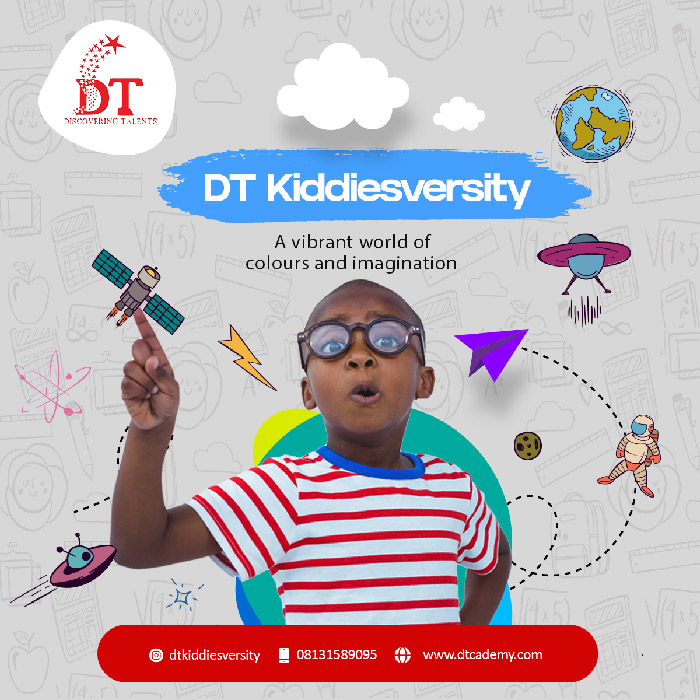 DT
DISCOVERING TALENTS
DT Kiddiesversity
A vibrant world of
colours and imagination
dtkiddiesversity 08131589095 www.dtcademy.com